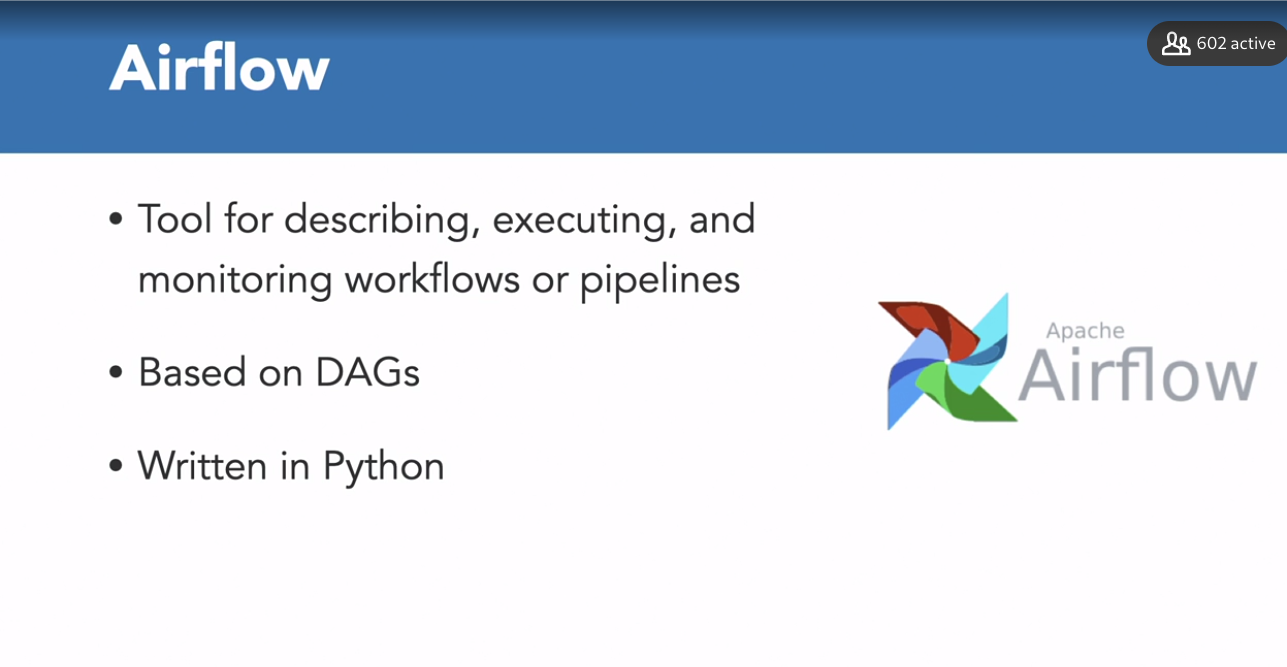 Airflow
602 active
• Tool for describing, executing, and
monitoring workflows or pipelines
• Based on DAGs
• Written in Python
Apache
Airflow